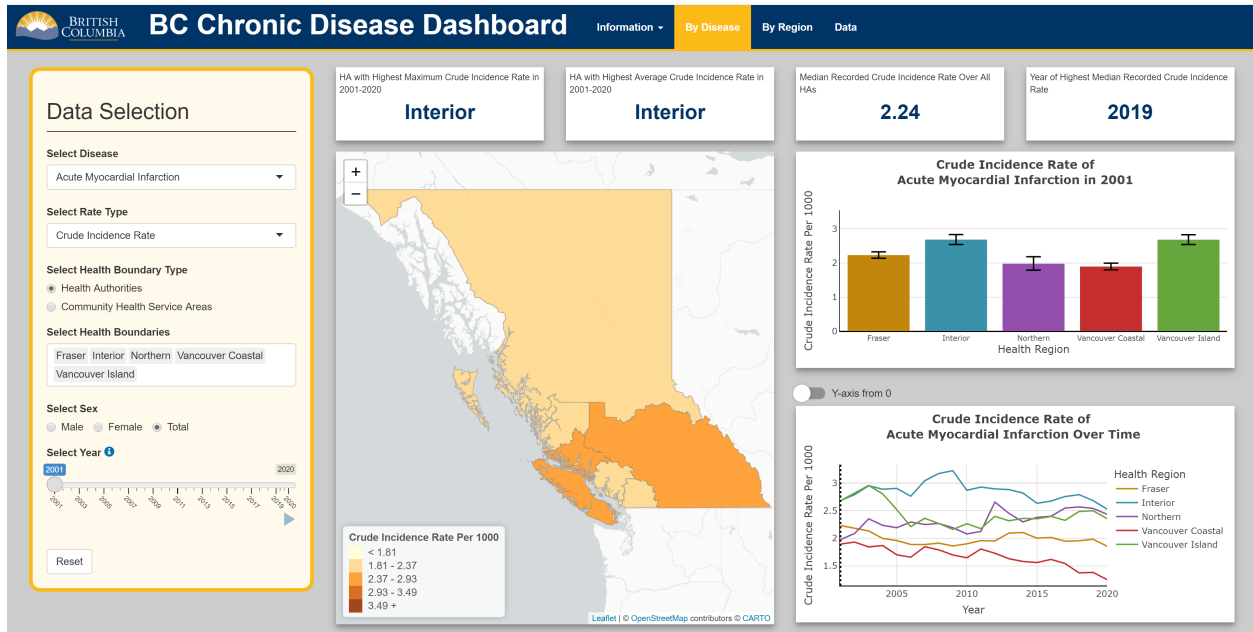 BRITISH
COLUMBIA
BC Chronic Disease Dashboard
Information
By Disease
By Region
Data
Data Selection
Select Disease
Acute Myocardial Infarction
Select Rate Type
Crude Incidence Rate
Select Health Boundary Type
Health Authorities
Community Health Service Areas
Select Health Boundaries
Fraser Interior Northern Vancouver Coastal
Vancouver Island
Select Sex
Male Female Total
Select Year
2001 2020
2001 2003 2005 2007 2009 2011 2013 2015 2017 2019 2020
Reset
HA with Highest Maximum Crude Incidence Rate in
2001-2020
Interior
HA with Highest Average Crude Incidence Rate in
2001-2020
Interior
Median Recorded Crude Incidence Rate Over All
HAs
2.24
Year of Highest Median Recorded Crude Incidence
Rate
2019
+
−
Crude Incidence Rate Per 1000
< 1.81
1.81 - 2.37
2.37 - 2.93
2.93 - 3.49
3.49 +
Leaflet | © OpenStreetMap contributors © CARTO
Crude Incidence Rate of
Acute Myocardial Infarction in 2001
Crude Incidence Rate Per 1000
3
2
1
0
Fraser Interior Northern Vancouver Coastal Vancouver Island
Health Region
Y-axis from 0
Crude Incidence Rate of
Acute Myocardial Infarction Over Time
Crude Incidence Rate Per 1000
3
2.5
2
1.5
2005 2010 2015 2020
Year
Health Region
Fraser
Interior
Northern
Vancouver Coastal
Vancouver Island